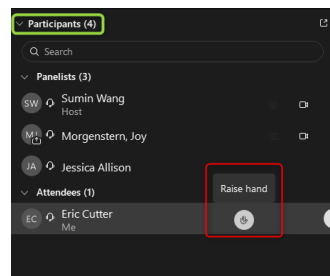 Participants (4)
Search
Panelists (3)
SW Sumin Wang
Host
MJ Morgenstern, Joy
JA Jessica Allison
Raise hand
Attendees (1)
EC Eric Cutter
Me